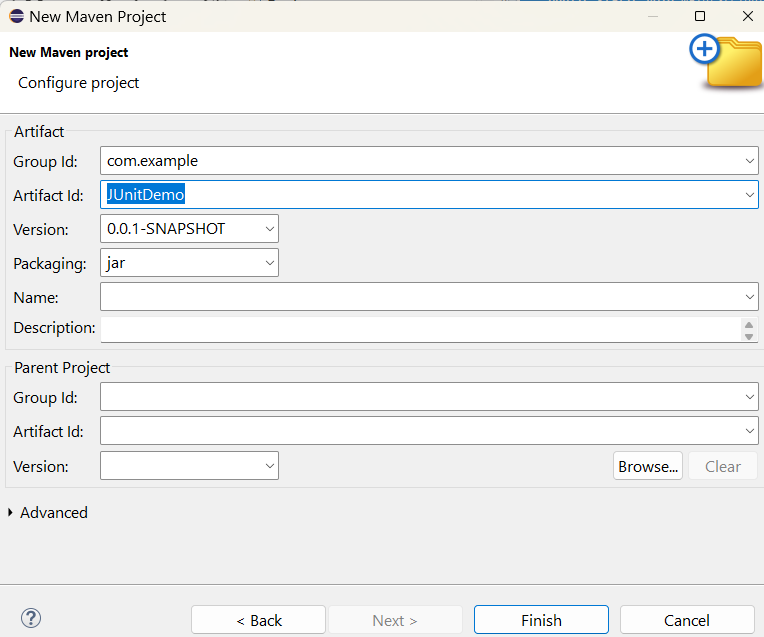 New Maven Project
New Maven project
Configure project
Artifact
Group Id: com.example
Artifact Id: JUnitDemo
Version: 0.0.1-SNAPSHOT
Packaging: jar
Name:
Description:
Parent Project
Group Id:
Artifact Id:
Version: Browse... Clear
Advanced
? < Back Next > Finish Cancel